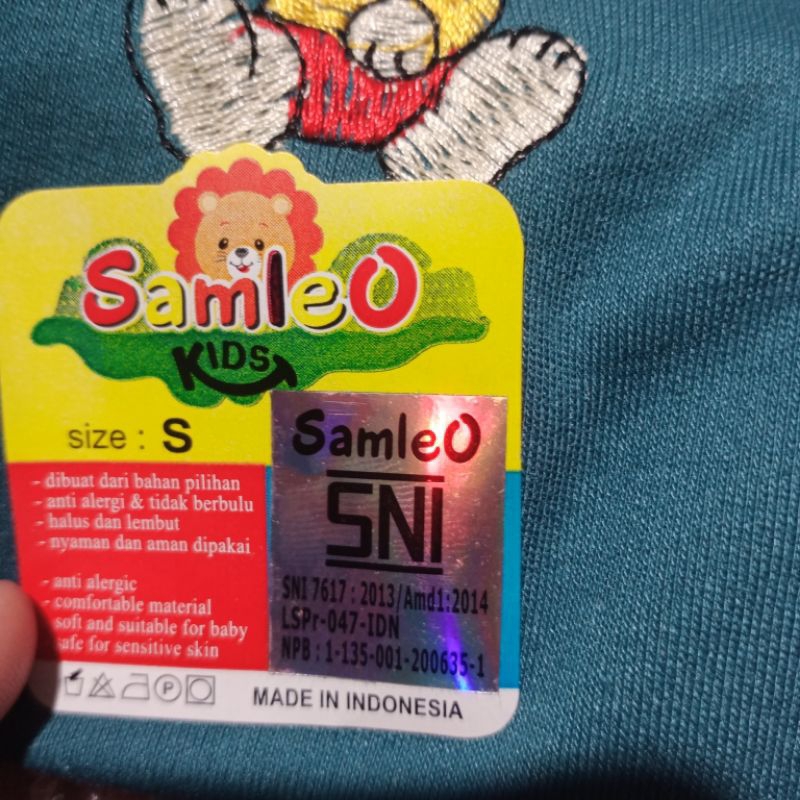 SamleO
KIDS
size : S
- dibuat dari bahan pilihan
- anti alergi & tidak berbulu
- halus dan lembut
- nyaman dan aman dipakai
- anti alergic
- comfortable material
soft and suitable for baby
safe for sensitive skin
SamleO
SNI
SNI 7617 : 2013/Amd1:2014
LSPr-047-IDN
NPB : 1-135-001-200635-1
P
MADE IN INDONESIA